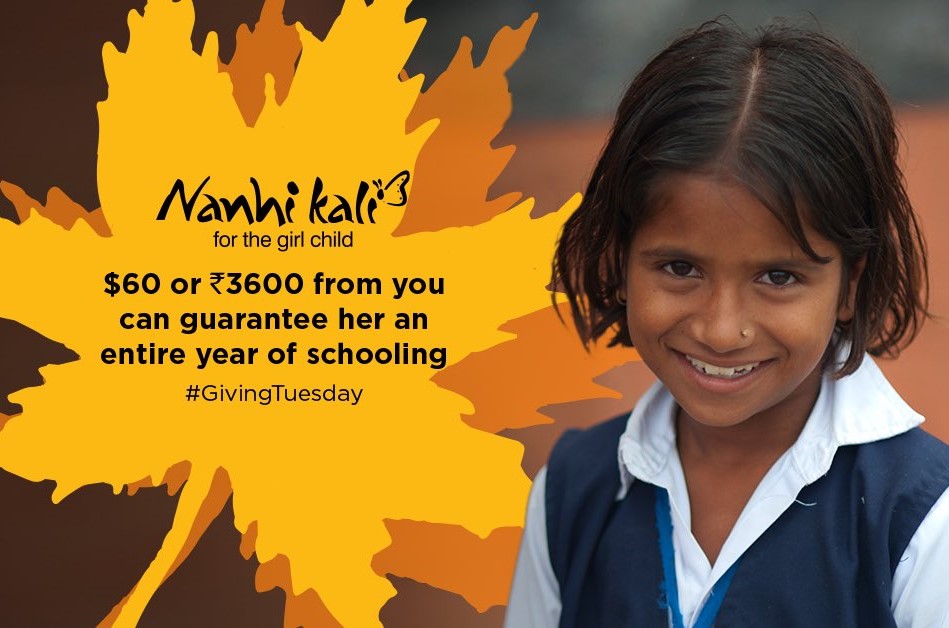 Nanhi kali
for the girl child
$60 or ₹3600 from you
can guarantee her an
entire year of schooling
#GivingTuesday